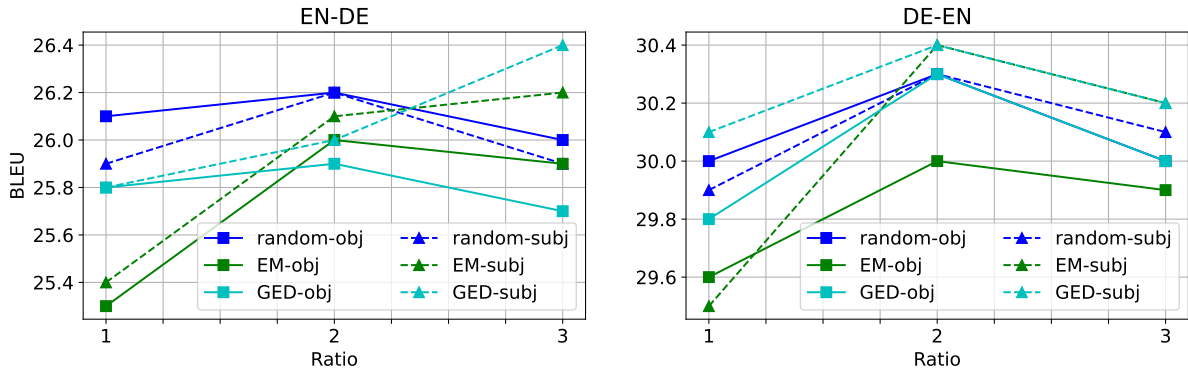 EN-DE
BLEU
26.4
26.2
26.0
25.8
25.6
25.4
random-obj
random-subj
EM-obj
EM-subj
GED-obj
GED-subj
1
2
3
Ratio
DE-EN
30.4
30.2
30.0
29.8
29.6
random-obj
random-subj
EM-obj
EM-subj
GED-obj
GED-subj
1
2
3
Ratio